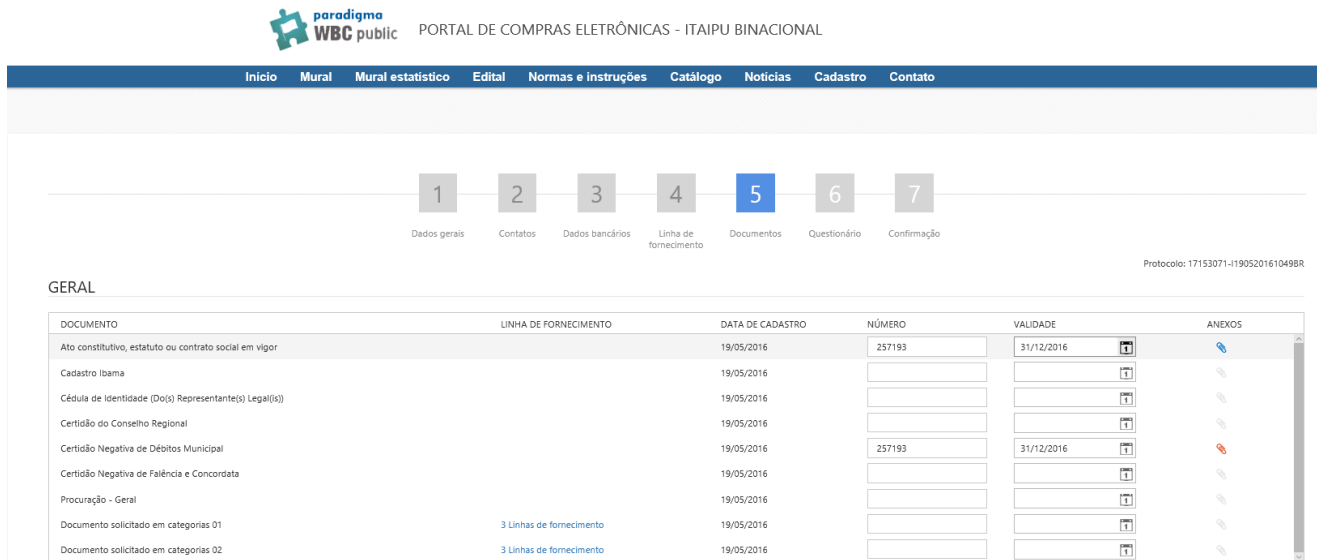 paradigma
WBC public PORTAL DE COMPRAS ELETRÔNICAS - ITAIPU BINACIONAL
Início Mural Mural estatístico Edital Normas e instruções Catálogo Notícias Cadastro Contato
1 2 3 4 5 6 7
Dados gerais Contatos Dados bancários Linha de fornecimento Documentos Questionário Confirmação
Protocolo: 17153071-I190520161049BR
GERAL
DOCUMENTO LINHA DE FORNECIMENTO DATA DE CADASTRO NÚMERO VALIDADE ANEXOS
Ato constitutivo, estatuto ou contrato social em vigor 19/05/2016 257193 31/12/2016
Cadastro Ibama 19/05/2016
Cédula de Identidade (Do(s) Representante(s) Legal(is)) 19/05/2016
Certidão do Conselho Regional 19/05/2016
Certidão Negativa de Débitos Municipal 19/05/2016 257193 31/12/2016
Certidão Negativa de Falência e Concordata 19/05/2016
Procuração - Geral 19/05/2016
Documento solicitado em categorias 01 3 Linhas de fornecimento 19/05/2016
Documento solicitado em categorias 02 3 Linhas de fornecimento 19/05/2016